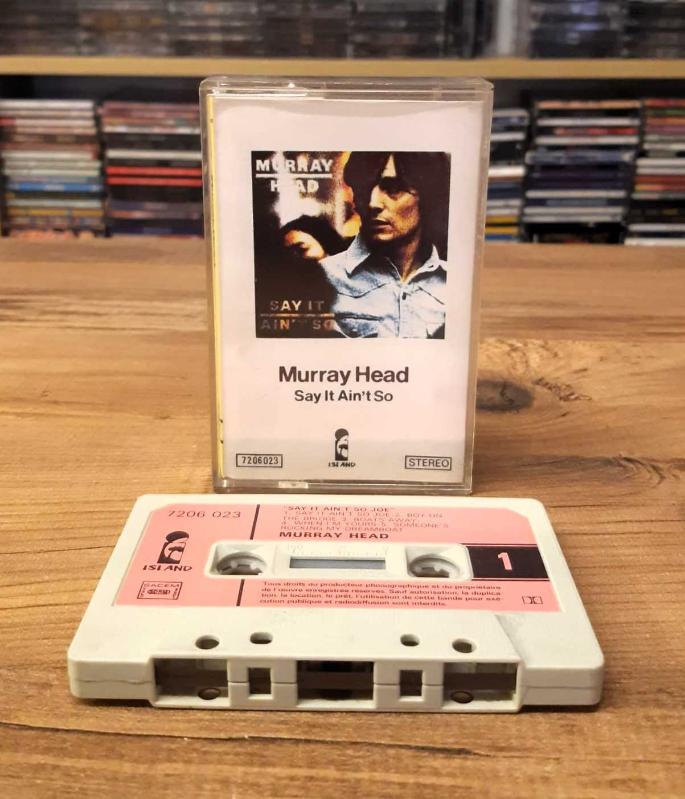 MURRAY
HEAD
SAY IT
AIN'T SO
Murray Head
Say It Ain't So
7206023
ISLAND
STEREO
7206 023
"SAY IT AIN'T SO JOE"
1. SAY IT AIN'T SO JOE 2. BOY ON
THE BRIDGE 3. BOATS AWAY
4. WHEN I'M YOURS 5. SOMEONE'S
ROCKING MY DREAMBOAT
MURRAY HEAD
ISLAND
SACEM
1
Tous droits du producteur phonographique et du propriétaire
de l'œuvre enregistrée réservés. Sauf autorisation, la duplica
tion, la location, le prêt, l'utilisation de cette bande pour exé
cution publique et radiodiffusion sont interdits.